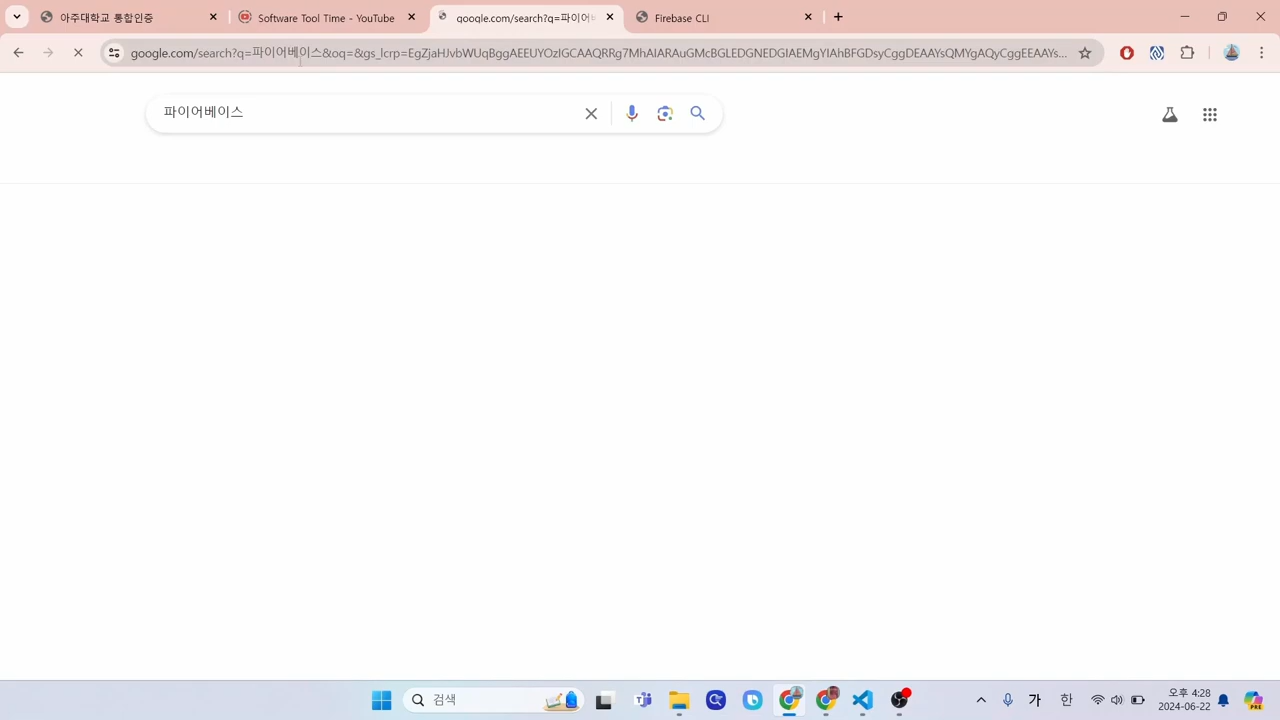 아주대학교 통합인증
Software Tool Time - YouTube
google.com/search?q=파이어베
Firebase CLI
google.com/search?q=파이어베이스&oq=&gs_lcrp=EgZjaHJvbWUqBggAEEUYOzIGCAAQRRg7MhAIARAuGMcBGLEDGNEDGIAEMgYIAhBFGDsyCggDEAAYsQMYgAQyCggEEAAYs...
파이어베이스
검색
가
한
오후 4:28
2024-06-22
PRE